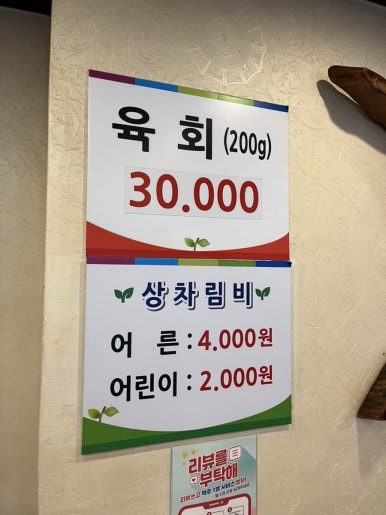 육 회 (200g)
30.000
상차림비
어 른 : 4.000원
어린이 : 2.000원
리뷰를
부탁해